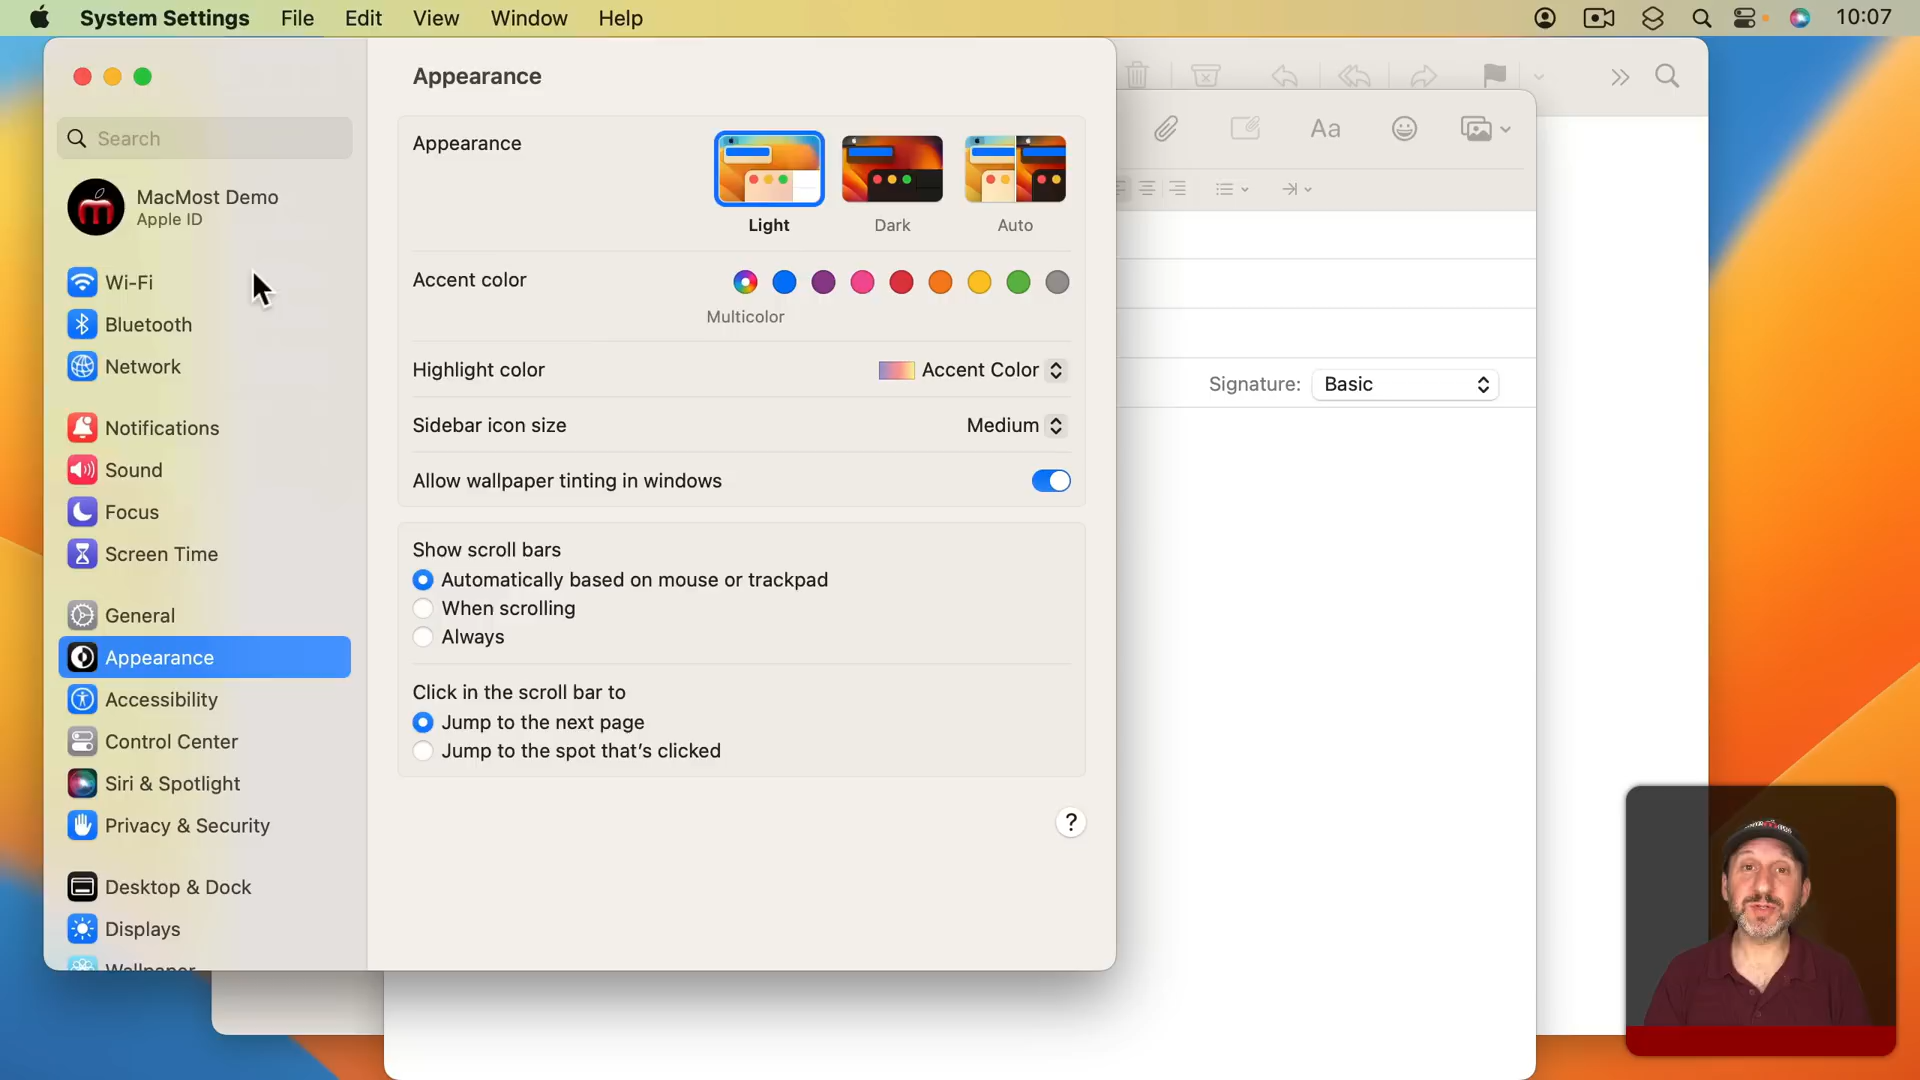 System Settings File Edit View Window Help 10:07
Appearance
Search
MacMost Demo
Apple ID
Wi-Fi
Bluetooth
Network
Notifications
Sound
Focus
Screen Time
General
Appearance
Accessibility
Control Center
Siri & Spotlight
Privacy & Security
Desktop & Dock
Displays
Wallpaper
Appearance
Light
Dark
Auto
Accent color
Multicolor
Highlight color
Accent Color
Sidebar icon size
Medium
Allow wallpaper tinting in windows
Show scroll bars
Automatically based on mouse or trackpad
When scrolling
Always
Click in the scroll bar to
Jump to the next page
Jump to the spot that's clicked
?
Aa
Signature: Basic